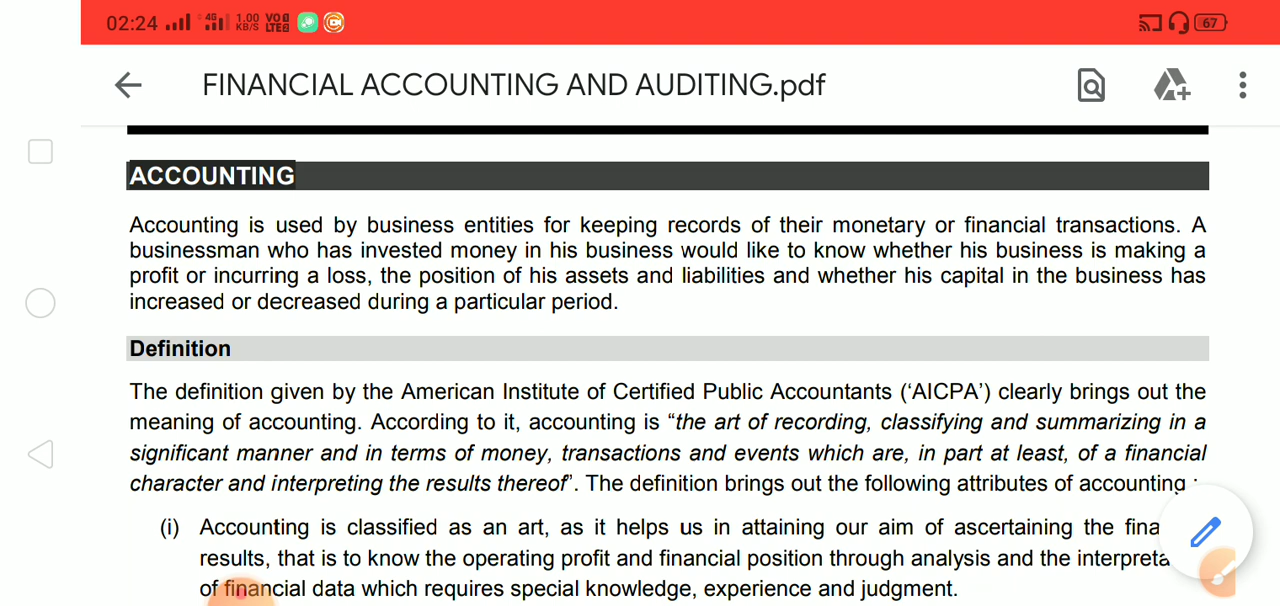 02:24 4G 1.00 KB/S VO LTE 67
FINANCIAL ACCOUNTING AND AUDITING.pdf
ACCOUNTING
Accounting is used by business entities for keeping records of their monetary or financial transactions. A
businessman who has invested money in his business would like to know whether his business is making a
profit or incurring a loss, the position of his assets and liabilities and whether his capital in the business has
increased or decreased during a particular period.
Definition
The definition given by the American Institute of Certified Public Accountants (‘AICPA’) clearly brings out the
meaning of accounting. According to it, accounting is “the art of recording, classifying and summarizing in a
significant manner and in terms of money, transactions and events which are, in part at least, of a financial
character and interpreting the results thereof”. The definition brings out the following attributes of accounting :
(i) Accounting is classified as an art, as it helps us in attaining our aim of ascertaining the fina
results, that is to know the operating profit and financial position through analysis and the interpreta
of financial data which requires special knowledge, experience and judgment.